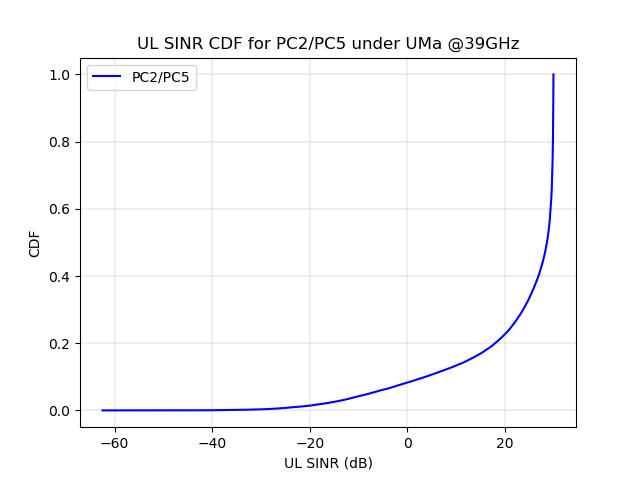 UL SINR CDF for PC2/PC5 under UMa @39GHz
PC2/PC5
1.0
0.8
0.6
0.4
0.2
0.0
CDF
−60
−40
−20
0
20
UL SINR (dB)